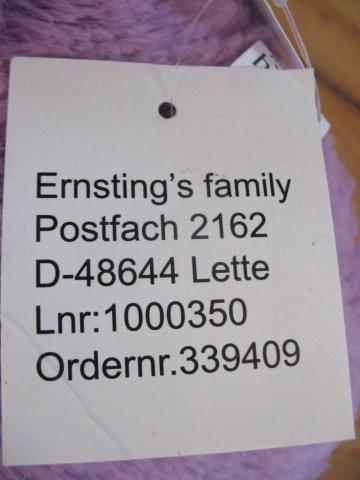 Ernsting's family
Postfach 2162
D-48644 Lette
Lnr:1000350
Ordernr.339409